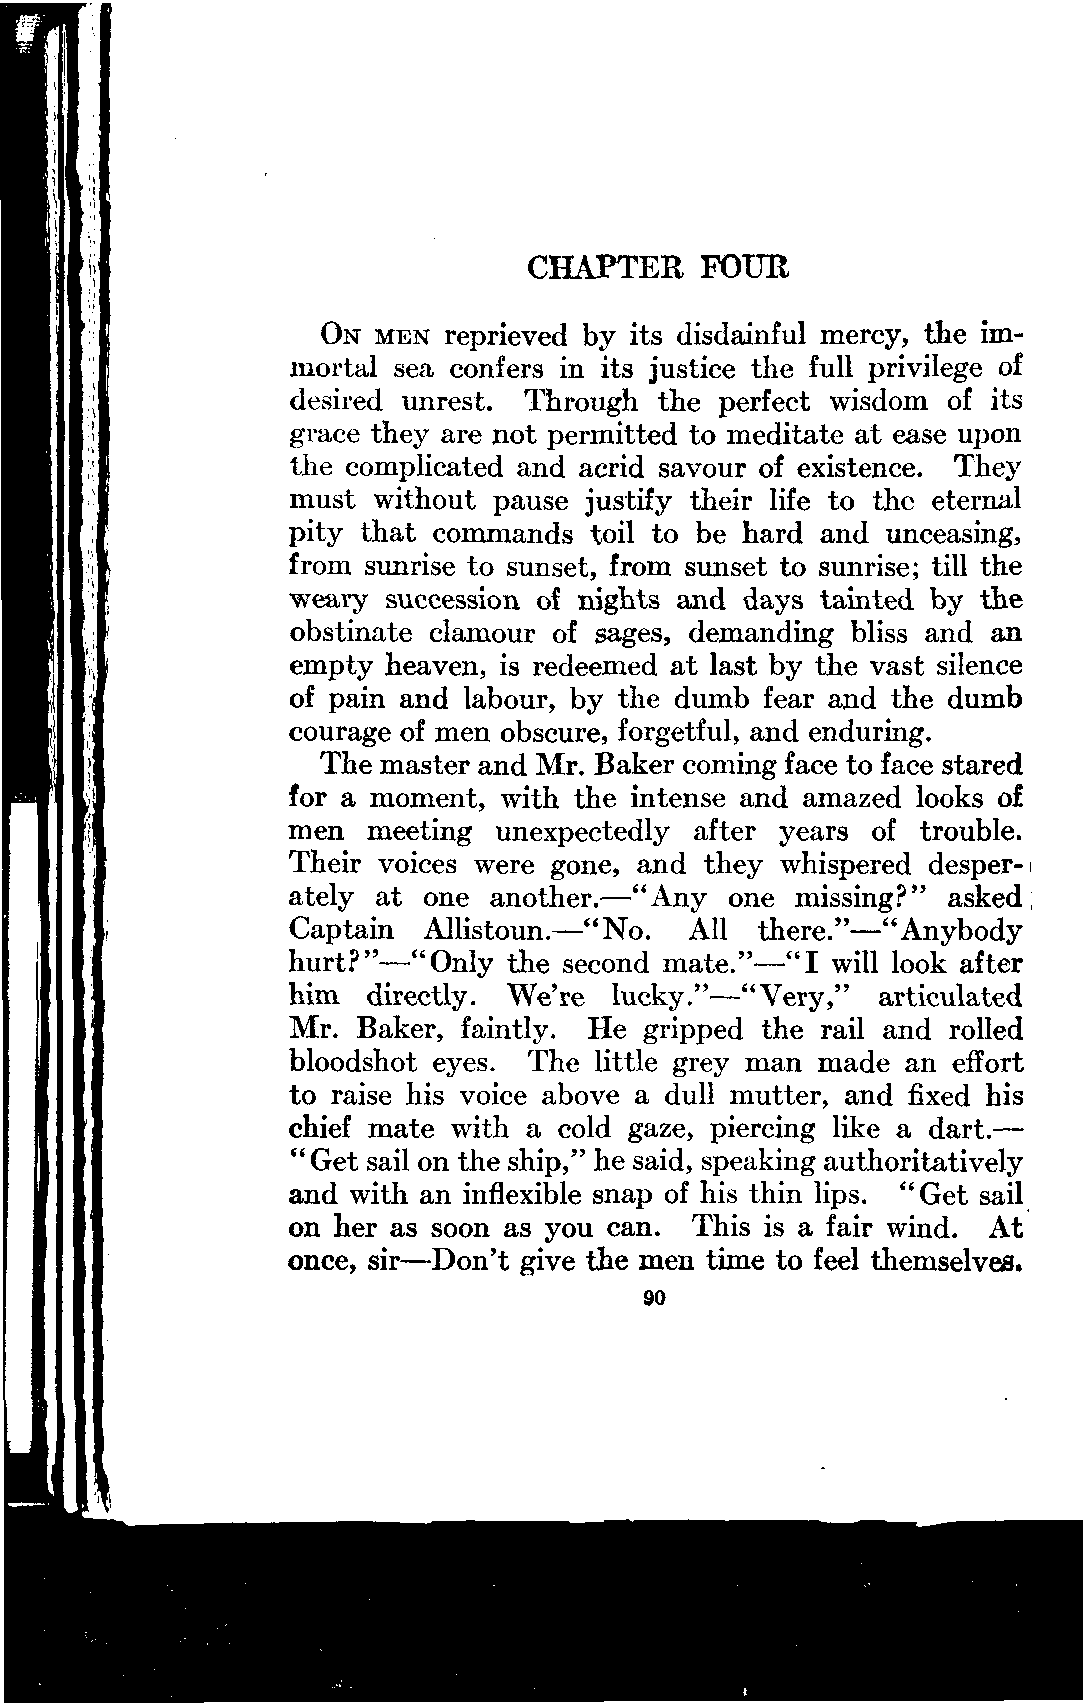 CHAPTER FOUR
ON MEN reprieved by its disdainful mercy, the im-
mortal sea confers in its justice the full privilege of
desired unrest. Through the perfect wisdom of its
grace they are not permitted to meditate at ease upon
the complicated and acrid savour of existence. They
must without pause justify their life to the eternal
pity that commands toil to be hard and unceasing,
from sunrise to sunset, from sunset to sunrise; till the
weary succession of nights and days tainted by the
obstinate clamour of sages, demanding bliss and an
empty heaven, is redeemed at last by the vast silence
of pain and labour, by the dumb fear and the dumb
courage of men obscure, forgetful, and enduring.
The master and Mr. Baker coming face to face stared
for a moment, with the intense and amazed looks of
men meeting unexpectedly after years of trouble.
Their voices were gone, and they whispered desper-
ately at one another.—“Any one missing?” asked
Captain Allistoun.—“No. All there.”—“Anybody
hurt?”—“Only the second mate.”—“I will look after
him directly. We’re lucky.”—“Very,” articulated
Mr. Baker, faintly. He gripped the rail and rolled
bloodshot eyes. The little grey man made an effort
to raise his voice above a dull mutter, and fixed his
chief mate with a cold gaze, piercing like a dart.—
“Get sail on the ship,” he said, speaking authoritatively
and with an inflexible snap of his thin lips. “Get sail
on her as soon as you can. This is a fair wind. At
once, sir—Don’t give the men time to feel themselves.
90